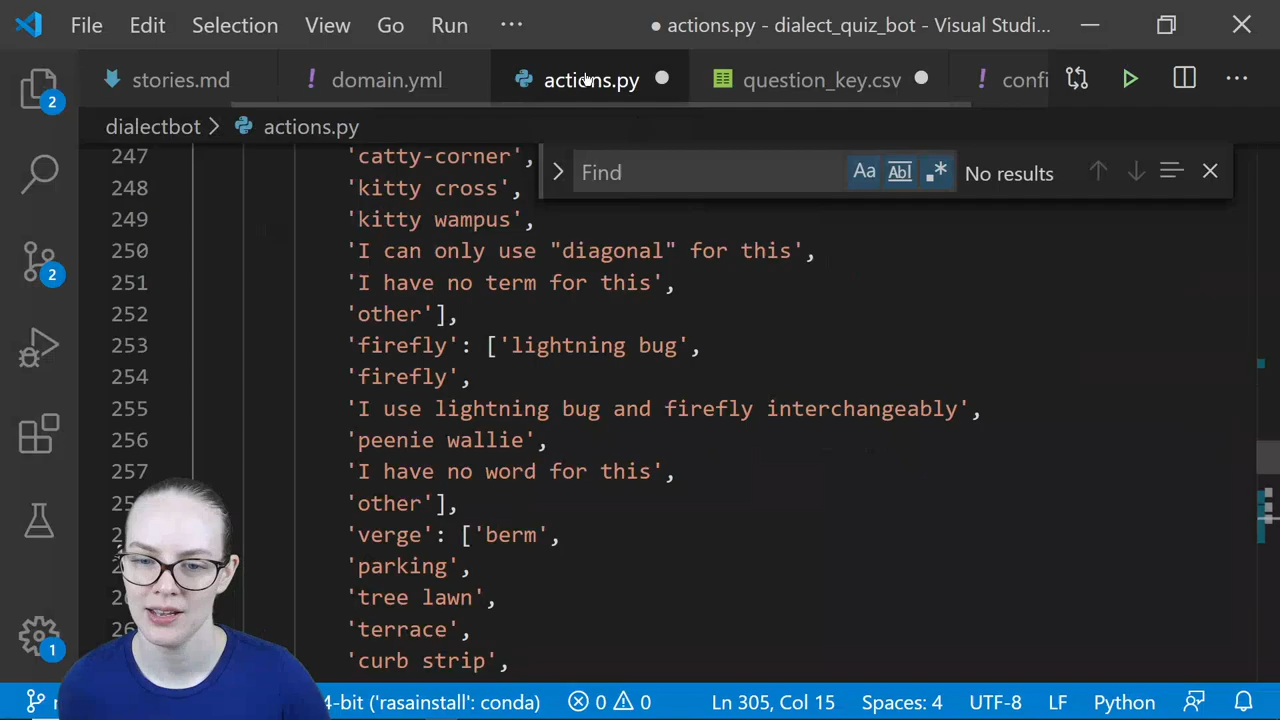 File Edit Selection View Go Run ··· ● actions.py - dialect_quiz_bot - Visual Studi...
stories.md ! domain.yml actions.py question_key.csv ! confi
dialectbot > actions.py
Find Aa Abl .* No results
247 'catty-corner',
248 'kitty cross',
249 'kitty wampus',
250 'I can only use "diagonal" for this',
251 'I have no term for this',
252 'other'],
253 'firefly': ['lightning bug',
254 'firefly',
255 'I use lightning bug and firefly interchangeably',
256 'peenie wallie',
257 'I have no word for this',
'other'],
'verge': ['berm',
'parking',
'tree lawn',
'terrace',
'curb strip',
2
2
1
4-bit ('rasainstall': conda) 0 0 Ln 305, Col 15 Spaces: 4 UTF-8 LF Python